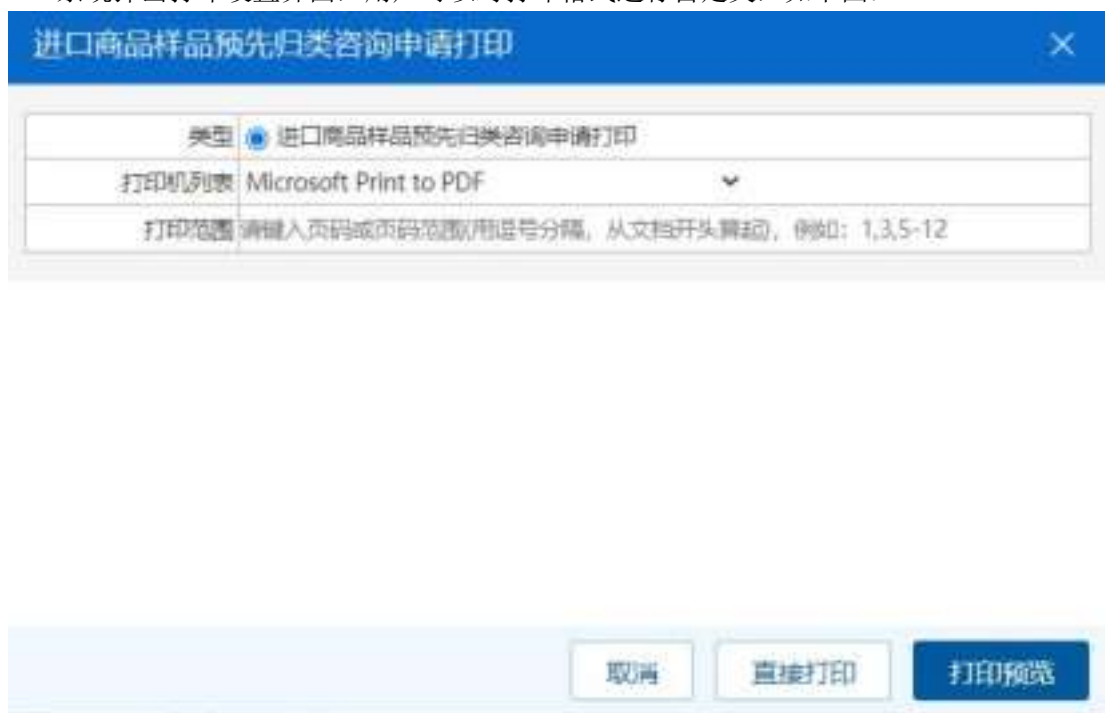 进口商品样品预先归类咨询申请打印
类型 进口商品样品预先归类咨询申请打印
打印机列表 Microsoft Print to PDF
打印范围 请键入页码或页码范围(用逗号分隔，从文档开头算起)，例如：1,3,5-12
取消 直接打印 打印预览